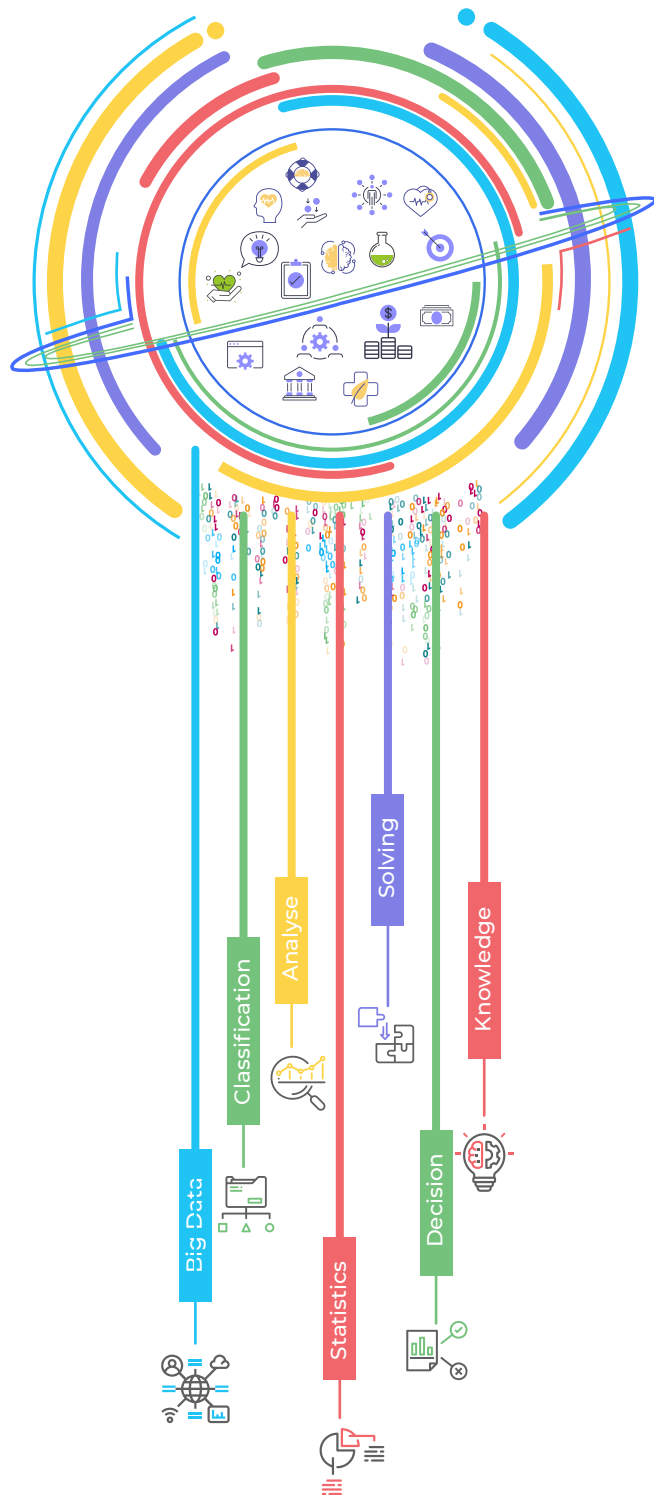 Big Data
Classification
Analyse
Statistics
Solving
Decision
Knowledge
$